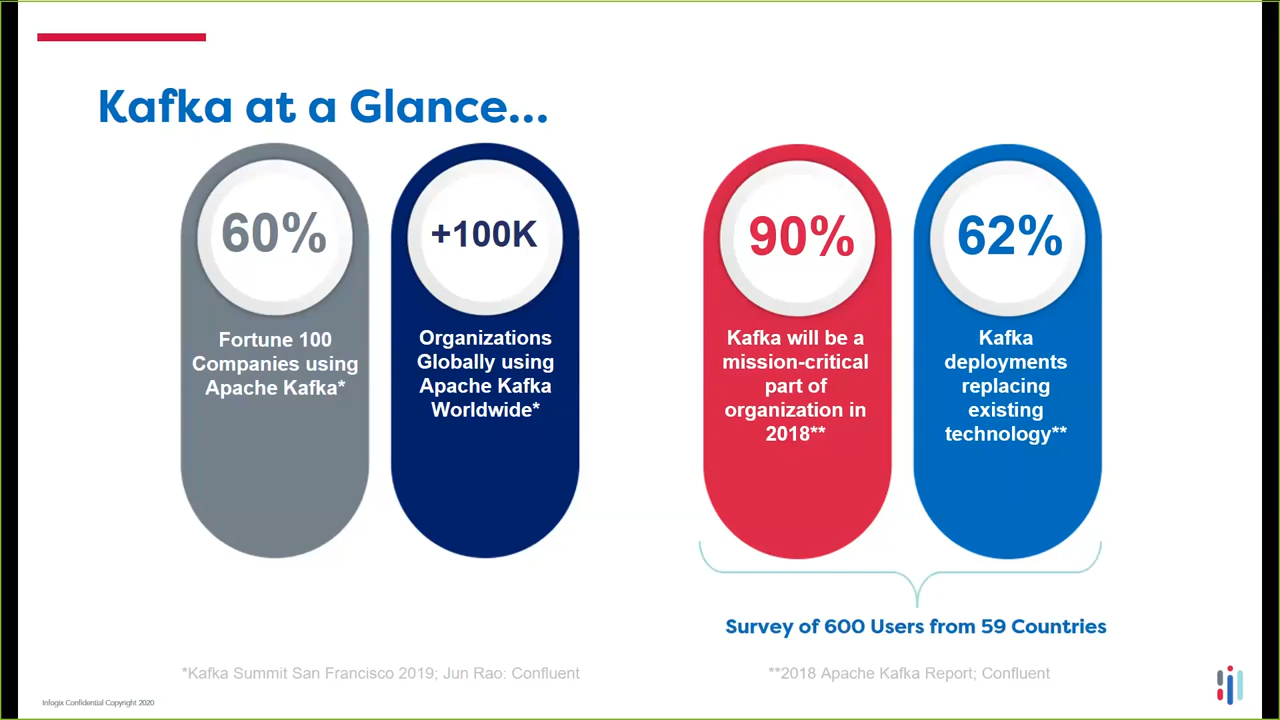 Kafka at a Glance...
60%
Fortune 100
Companies using
Apache Kafka*
+100K
Organizations
Globally using
Apache Kafka
Worldwide*
90%
Kafka will be a
mission-critical
part of
organization in
2018**
62%
Kafka
deployments
replacing
existing
technology**
Survey of 600 Users from 59 Countries
*Kafka Summit San Francisco 2019; Jun Rao: Confluent
**2018 Apache Kafka Report; Confluent
Infogix Confidential Copyright 2020